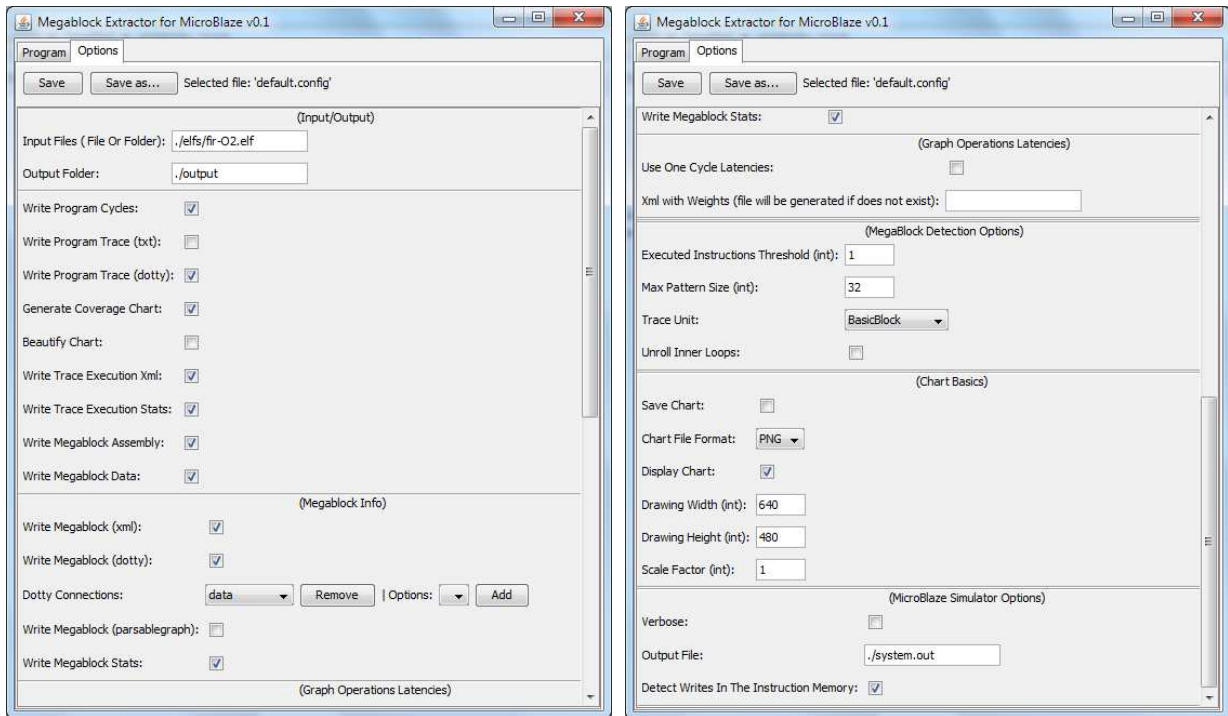 Megablock Extractor for MicroBlaze v0.1
Program Options
Save Save as... Selected file: 'default.config'
(Input/Output)
Input Files ( File Or Folder): ./elfs/fir-O2.elf
Output Folder: ./output
Write Program Cycles:
Write Program Trace (txt):
Write Program Trace (dotty):
Generate Coverage Chart:
Beautify Chart:
Write Trace Execution Xml:
Write Trace Execution Stats:
Write Megablock Assembly:
Write Megablock Data:
(Megablock Info)
Write Megablock (xml):
Write Megablock (dotty):
Dotty Connections: data Remove | Options: Add
Write Megablock (parsablegraph):
Write Megablock Stats:
(Graph Operations Latencies)
Megablock Extractor for MicroBlaze v0.1
Program Options
Save Save as... Selected file: 'default.config'
Write Megablock Stats:
(Graph Operations Latencies)
Use One Cycle Latencies:
Xml with Weights (file will be generated if does not exist):
(MegaBlock Detection Options)
Executed Instructions Threshold (int): 1
Max Pattern Size (int): 32
Trace Unit: BasicBlock
Unroll Inner Loops:
(Chart Basics)
Save Chart:
Chart File Format: PNG
Display Chart:
Drawing Width (int): 640
Drawing Height (int): 480
Scale Factor (int): 1
(MicroBlaze Simulator Options)
Verbose:
Output File: ./system.out
Detect Writes In The Instruction Memory: